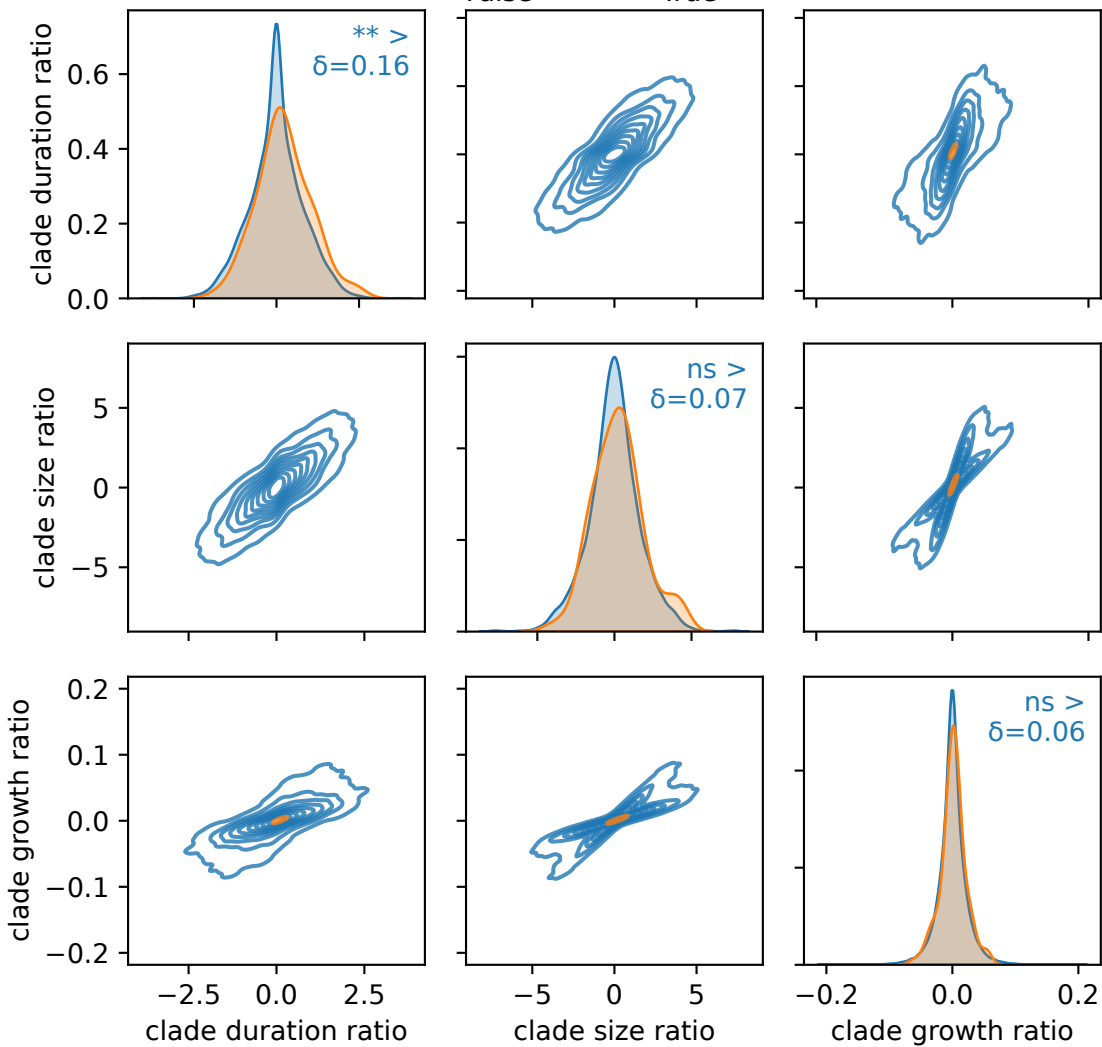 clade duration ratio
0.6
0.4
0.2
0.0
** >
δ=0.16
clade size ratio
5
0
−5
ns >
δ=0.07
clade growth ratio
0.2
0.1
0.0
−0.1
−0.2
ns >
δ=0.06
−2.5 0.0 2.5
−5 0 5
−0.2 0.0 0.2
clade duration ratio
clade size ratio
clade growth ratio